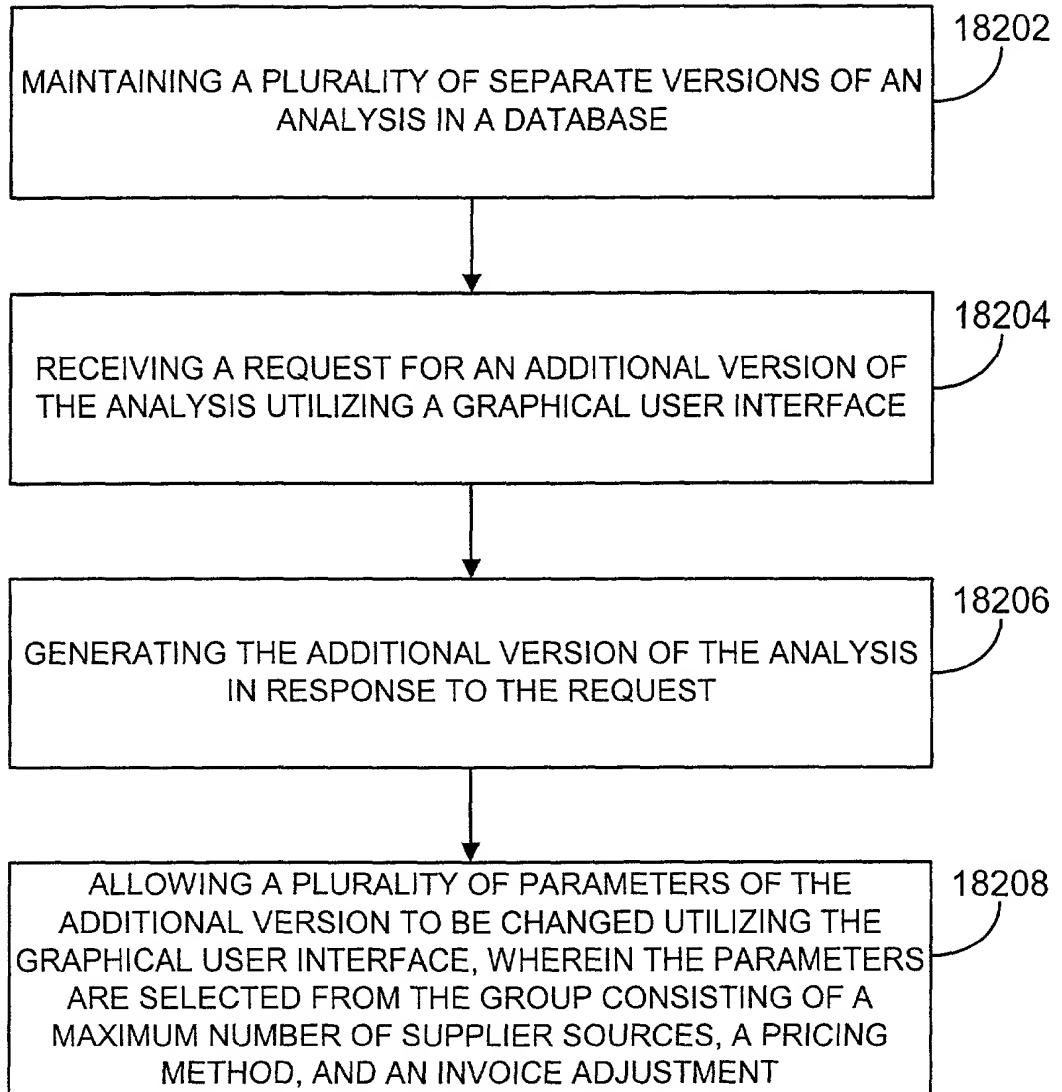 18202
MAINTAINING A PLURALITY OF SEPARATE VERSIONS OF AN
ANALYSIS IN A DATABASE
18204
RECEIVING A REQUEST FOR AN ADDITIONAL VERSION OF
THE ANALYSIS UTILIZING A GRAPHICAL USER INTERFACE
18206
GENERATING THE ADDITIONAL VERSION OF THE ANALYSIS
IN RESPONSE TO THE REQUEST
18208
ALLOWING A PLURALITY OF PARAMETERS OF THE
ADDITIONAL VERSION TO BE CHANGED UTILIZING THE
GRAPHICAL USER INTERFACE, WHEREIN THE PARAMETERS
ARE SELECTED FROM THE GROUP CONSISTING OF A
MAXIMUM NUMBER OF SUPPLIER SOURCES, A PRICING
METHOD, AND AN INVOICE ADJUSTMENT